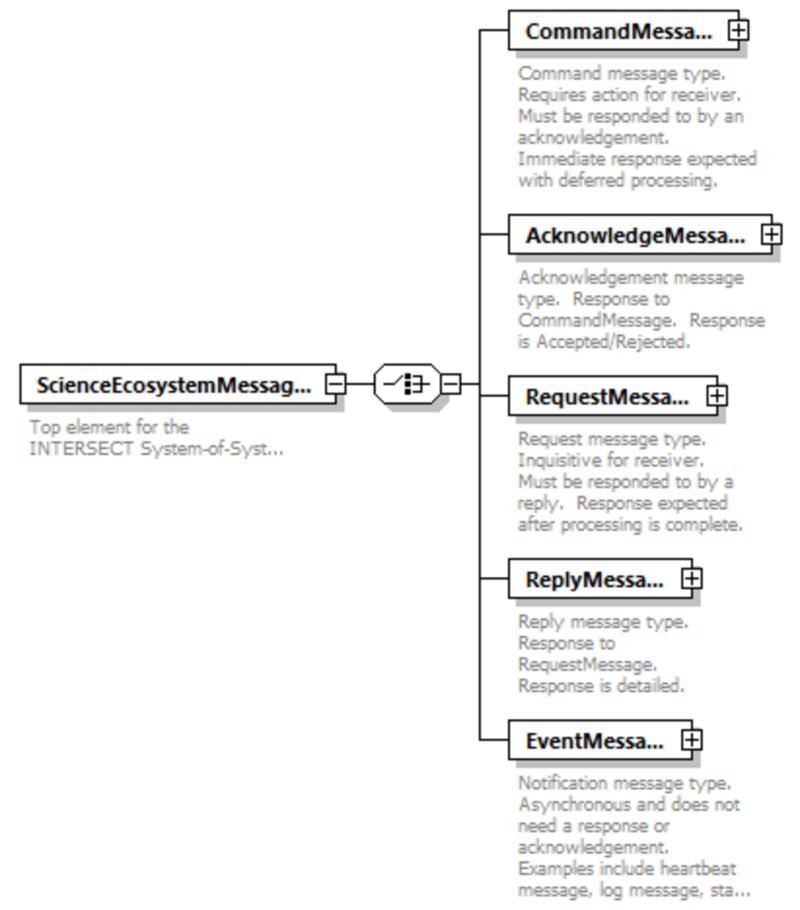 CommandMessa...
Command message type.
Requires action for receiver.
Must be responded to by an
acknowledgement.
Immediate response expected
with deferred processing.
AcknowledgeMessa...
Acknowledgement message
type.  Response to
CommandMessage.  Response
is Accepted/Rejected.
ScienceEcosystemMessag...
Top element for the
INTERSECT System-of-Syst...
RequestMessa...
Request message type.
Inquisitive for receiver.
Must be responded to by a
reply.  Response expected
after processing is complete.
ReplyMessa...
Reply message type.
Response to
RequestMessage.
Response is detailed.
EventMessa...
Notification message type.
Asynchronous and does not
need a response or
acknowledgement.
Examples include heartbeat
message, log message, sta...